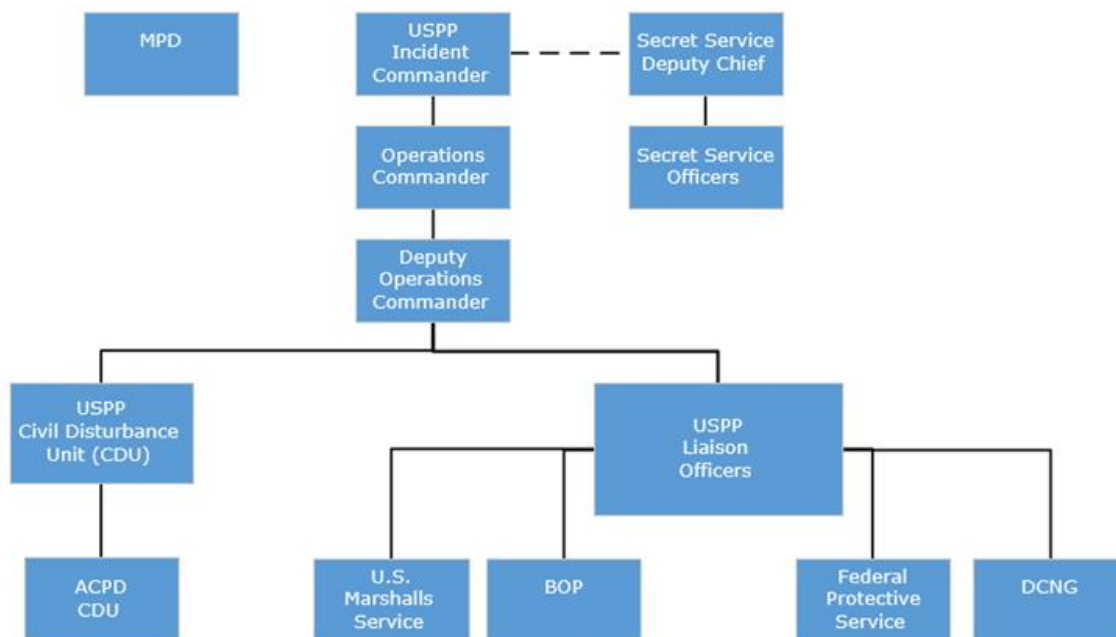 MPD
USPP
Incident
Commander
Secret Service
Deputy Chief
Operations
Commander
Secret Service
Officers
Deputy
Operations
Commander
USPP
Civil Disturbance
Unit (CDU)
USPP
Liaison
Officers
ACPD
CDU
U.S.
Marshalls
Service
BOP
Federal
Protective
Service
DCNG